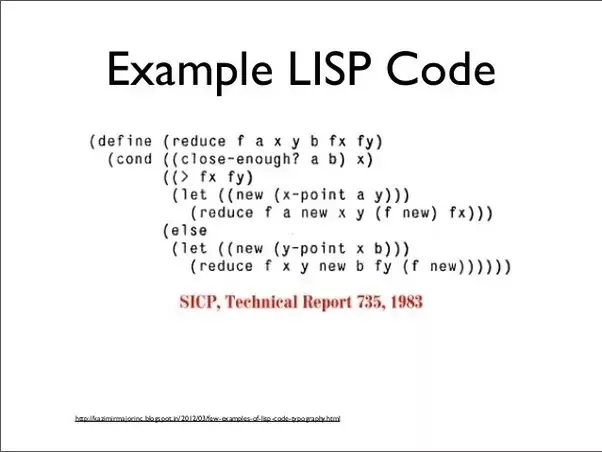 Example LISP Code
(define (reduce f a x y b fx fy)
(cond ((close-enough? a b) x)
((> fx fy)
(let ((new (x-point a y)))
(reduce f a new x y (f new) fx)))
(else
(let ((new (y-point x b)))
(reduce f x y new b fy (f new))))))
SICP, Technical Report 735, 1983
http://kazimirmajorinc.blogspot.in/2012/03/few-examples-of-lisp-code-typography.html